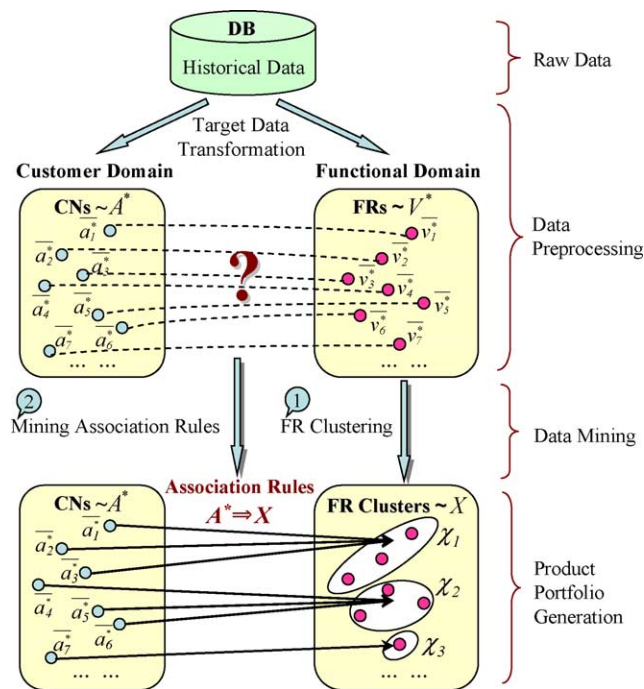 DB
Historical Data
Raw Data
Target Data
Transformation
Customer Domain
Functional Domain
CNs ~ A*
FRs ~ V*
a₁*
a₂*
a₃*
a₄*
a₅*
a₆*
a₇*
... ...
?
v₁*
v₂*
v₃*
v₄*
v₅*
v₆*
v₇*
... ...
Data
Preprocessing
2
Mining Association Rules
1
FR Clustering
Data Mining
CNs ~ A*
a₁*
a₂*
a₃*
a₄*
a₅*
a₆*
a₇*
... ...
Association Rules
A* ⇒ X
FR Clusters ~ X
χ₁
χ₂
χ₃
... ...
Product
Portfolio
Generation